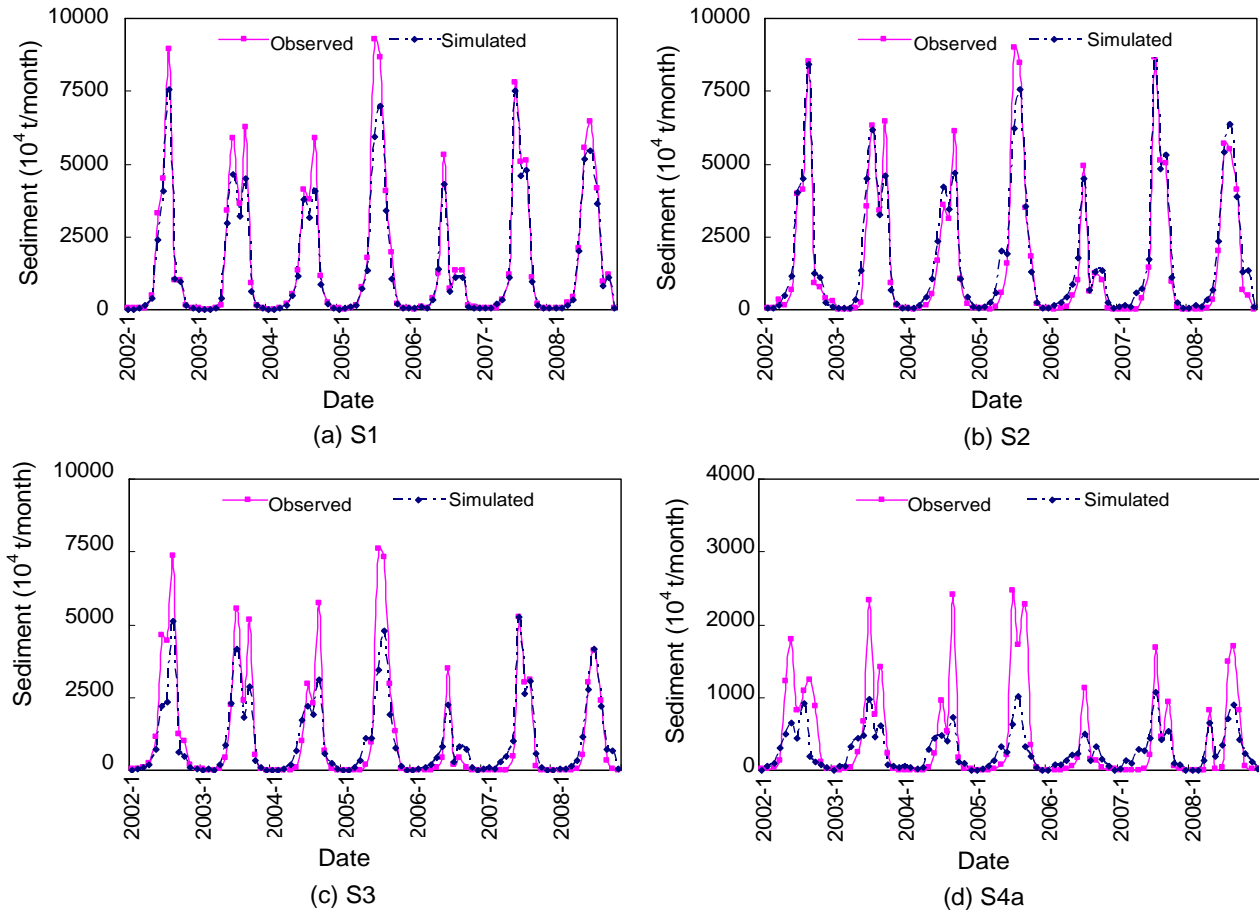 10000
7500
5000
2500
0
Sediment (10⁴ t/month)
Observed
Simulated
2002-1
2003-1
2004-1
2005-1
2006-1
2007-1
2008-1
Date
(a) S1
10000
7500
5000
2500
0
Sediment (10⁴ t/month)
Observed
Simulated
2002-1
2003-1
2004-1
2005-1
2006-1
2007-1
2008-1
Date
(b) S2
10000
7500
5000
2500
0
Sediment (10⁴ t/month)
Observed
Simulated
2002-1
2003-1
2004-1
2005-1
2006-1
2007-1
2008-1
Date
(c) S3
4000
3000
2000
1000
0
Sediment (10⁴ t/month)
Observed
Simulated
2002-1
2003-1
2004-1
2005-1
2006-1
2007-1
2008-1
Date
(d) S4a